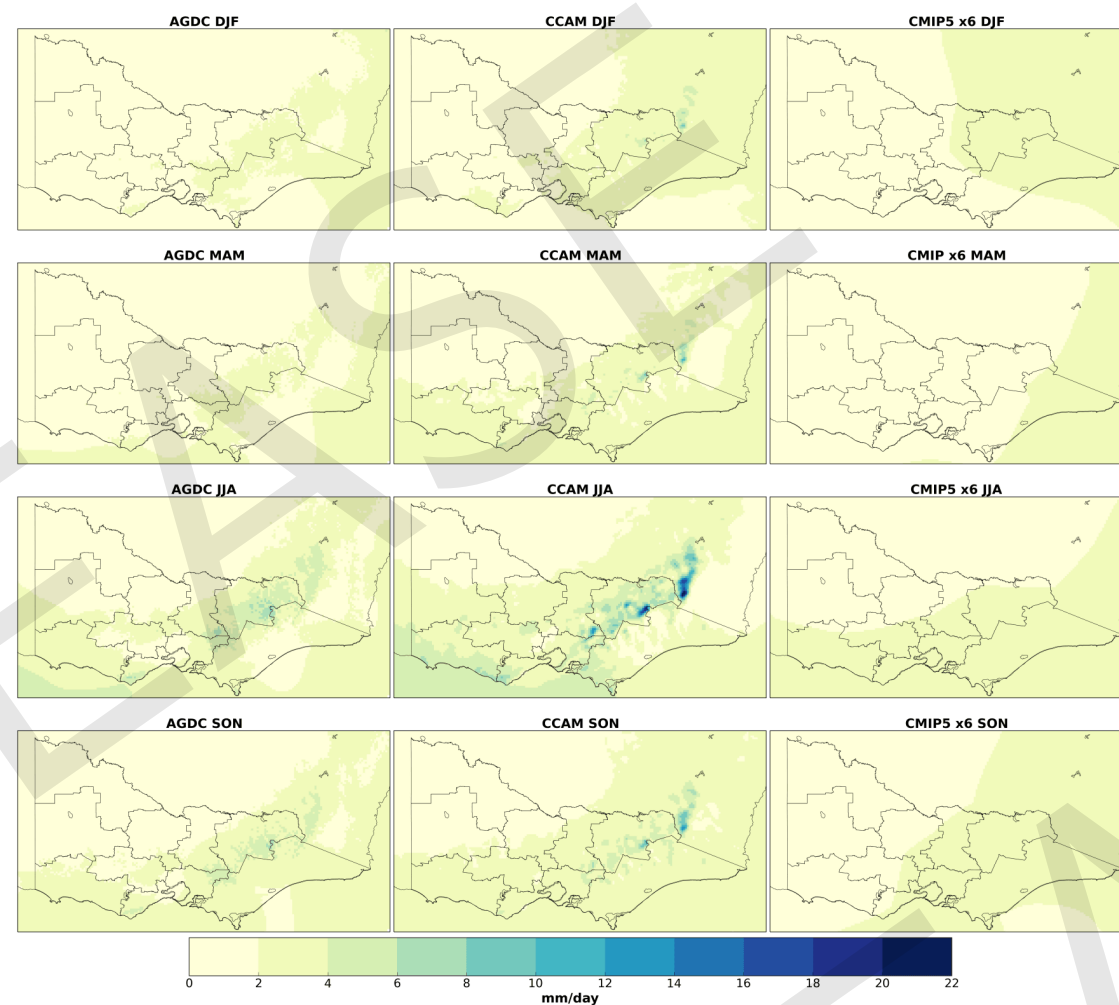 AGDC DJF
CCAM DJF
CMIP5 x6 DJF
AGDC MAM
CCAM MAM
CMIP x6 MAM
AGDC JJA
CCAM JJA
CMIP5 x6 JJA
AGDC SON
CCAM SON
CMIP5 x6 SON
0 2 4 6 8 10 12 14 16 18 20 22
mm/day
EASE